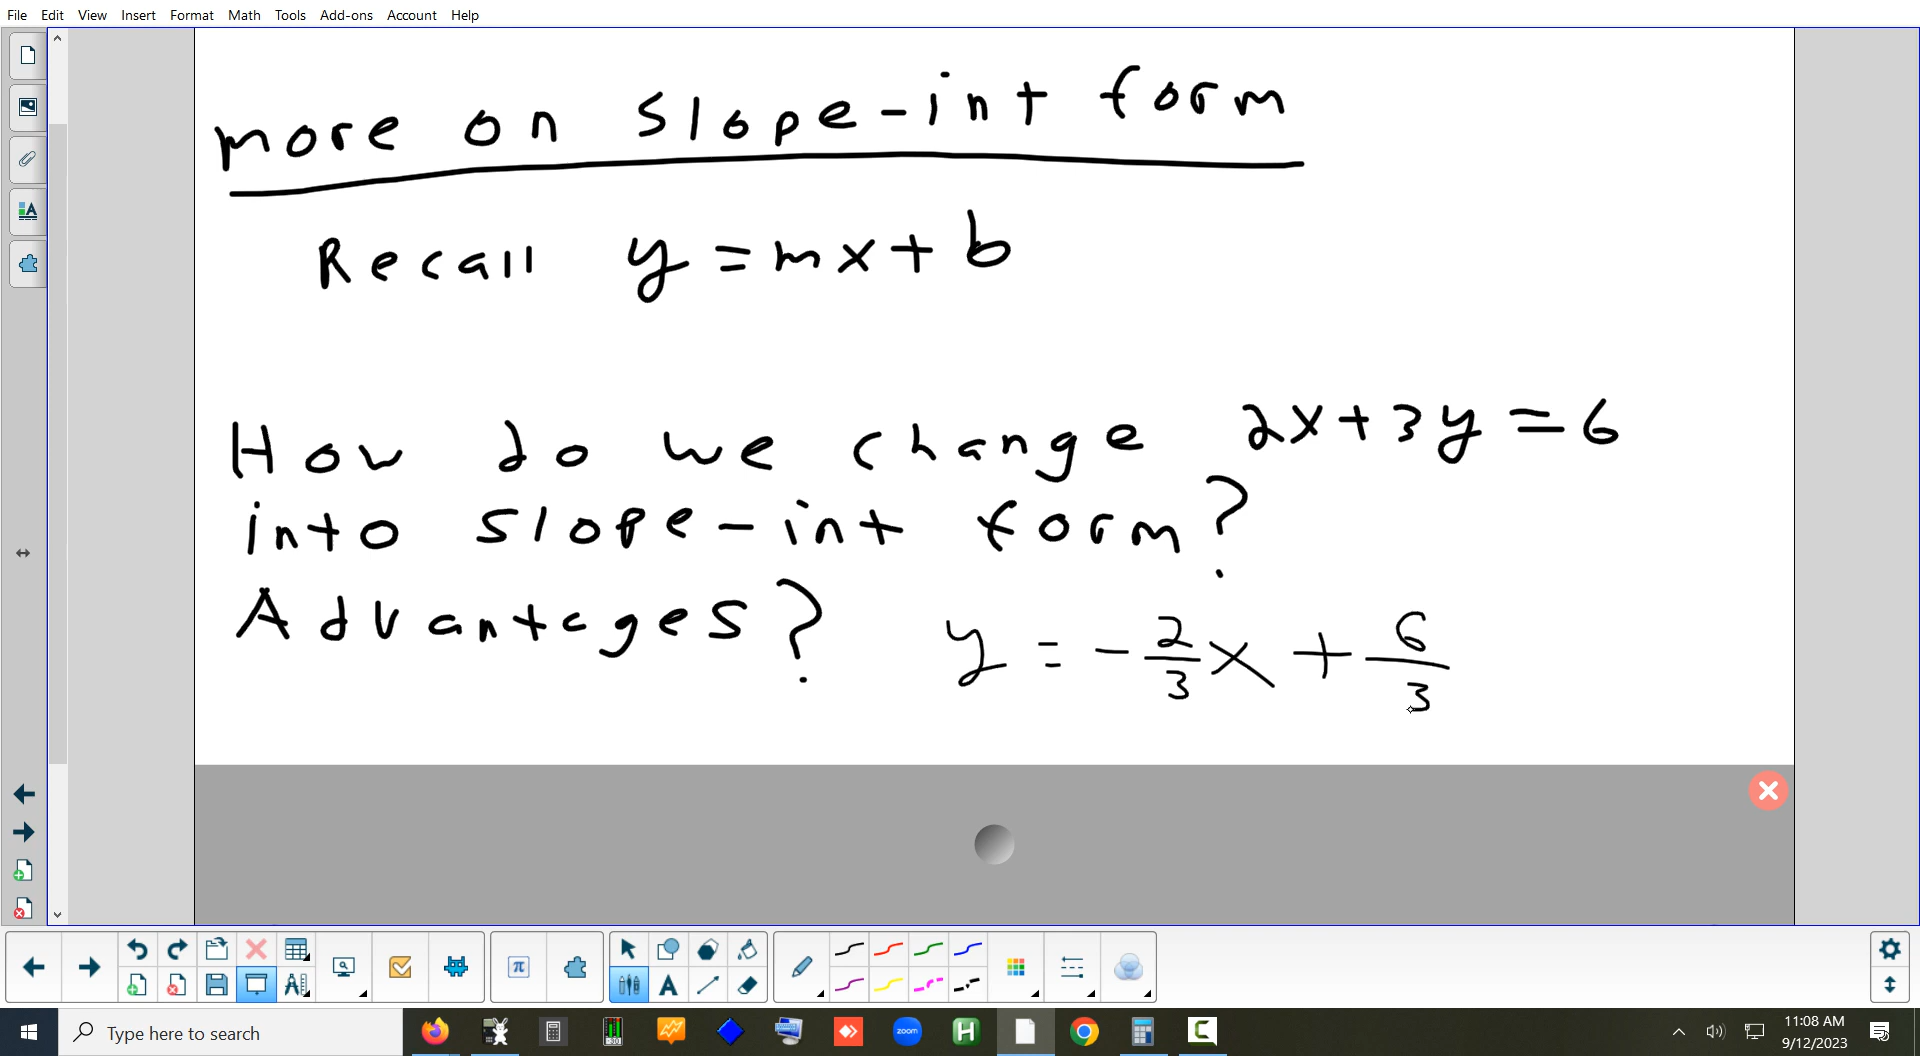 File Edit View Insert Format Math Tools Add-ons Account Help
more on slope-int form
Recall y = mx + b
How do we change 2x + 3y = 6
into slope-int form?
Advantages?
y = -2/3 x + 6/3
π
A
Type here to search
zoom
H
C
11:08 AM
9/12/2023